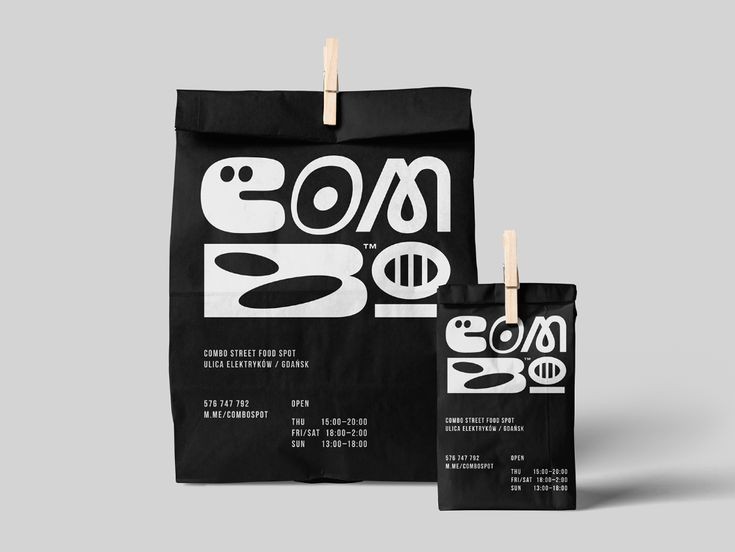 COM
BO™
COMBO STREET FOOD SPOT
ULICA ELEKTRYKÓW / GDAŃSK
576 747 792
M.ME/COMBOSPOT
OPEN
THU 15:00–20:00
FRI/SAT 18:00–2:00
SUN 13:00–18:00
COM
BO™
COMBO STREET FOOD SPOT
ULICA ELEKTRYKÓW / GDAŃSK
576 747 792
M.ME/COMBOSPOT
OPEN
THU 15:00–20:00
FRI/SAT 18:00–2:00
SUN 13:00–18:00